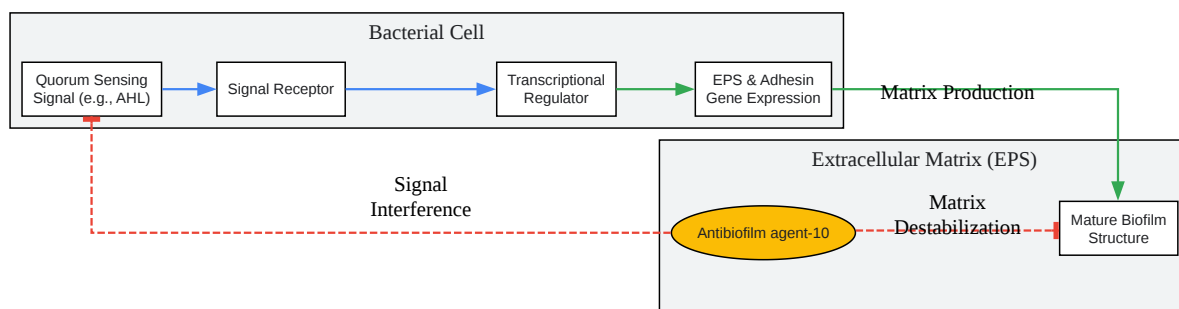 Bacterial Cell
Quorum Sensing
Signal (e.g., AHL)
Signal Receptor
Transcriptional
Regulator
EPS & Adhesin
Gene Expression
Matrix Production
Extracellular Matrix (EPS)
Signal
Interference
Antibiofilm agent-10
Matrix
Destabilization
Mature Biofilm
Structure